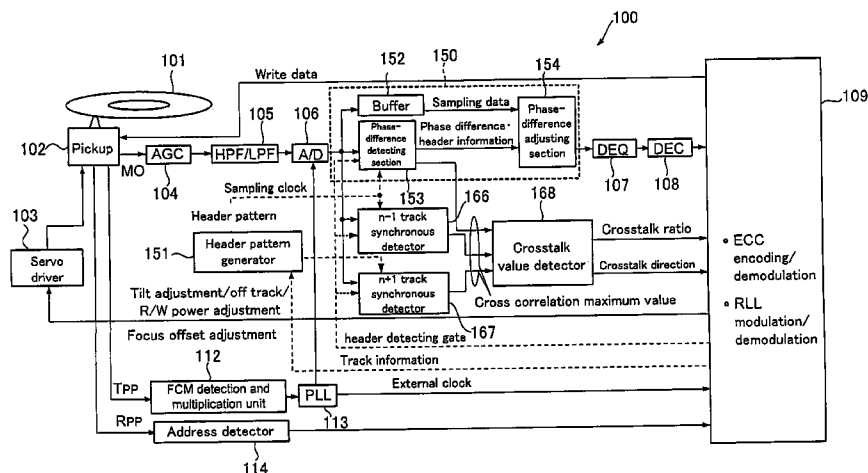 100
101
152
150
154
109
Write data
Buffer
Sampling data
102
Pickup
105
106
Phase-
difference
detecting
section
Phase difference·
header information
Phase-
difference
adjusting
section
MO
AGC
HPF/LPF
A/D
DEQ
DEC
104
107
108
103
Sampling clock
153
166
168
Header pattern
n-1 track
synchronous
detector
Crosstalk
value detector
Crosstalk ratio
Servo
driver
151
Header pattern
generator
Crosstalk direction
ECC
encoding/
demodulation
n+1 track
synchronous
detector
Tilt adjustment/off track/
R/W power adjustment
Cross correlation maximum value
RLL
modulation/
demodulation
167
Focus offset adjustment
header detecting gate
112
Track information
TPP
FCM detection and
multiplication unit
PLL
External clock
113
RPP
Address detector
114